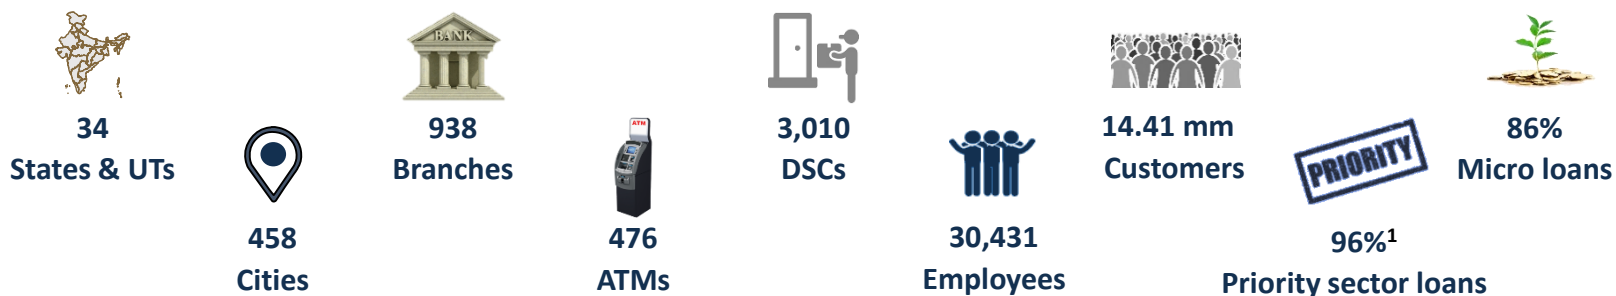 34
States & UTs
458
Cities
BANK
938
Branches
ATM
476
ATMs
3,010
DSCs
30,431
Employees
14.41 mm
Customers
PRIORITY
96%¹
Priority sector loans
86%
Micro loans